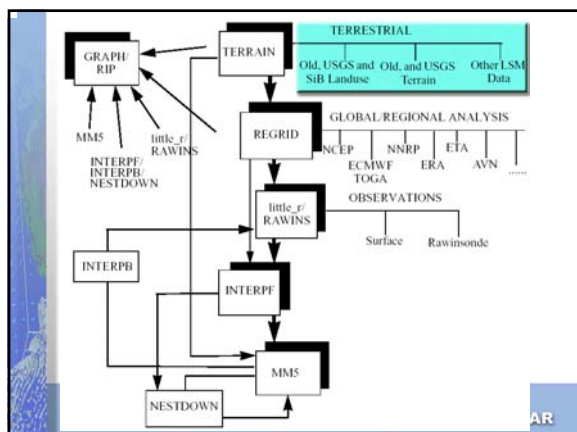 TERRESTRIAL
GRAPH/
RIP
TERRAIN
Old, USGS and
SiB Landuse
Old, and USGS
Terrain
Other LSM
Data
GLOBAL/REGIONAL ANALYSIS
MM5
little_r/
RAWINS
REGRID
NCEP
NNRP
ETA
ECMWF
TOGA
ERA
AVN
......
INTERPF/
INTERPB/
NESTDOWN
OBSERVATIONS
little_r/
RAWINS
Surface
Rawinsonde
INTERPB
INTERPF
MM5
NESTDOWN
AR